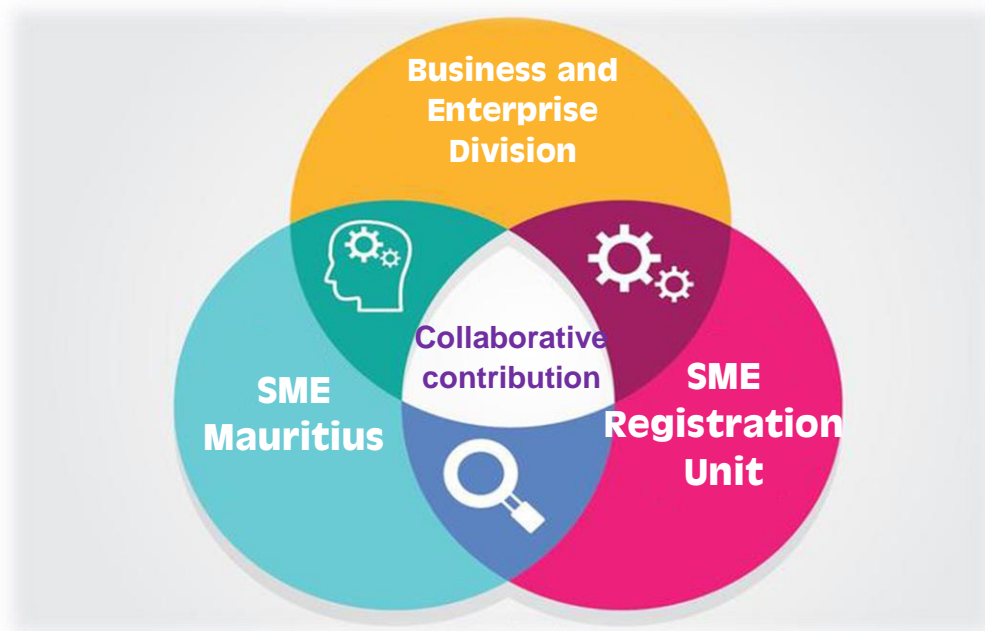 Business and
Enterprise
Division
Collaborative
contribution
SME
Mauritius
SME
Registration
Unit